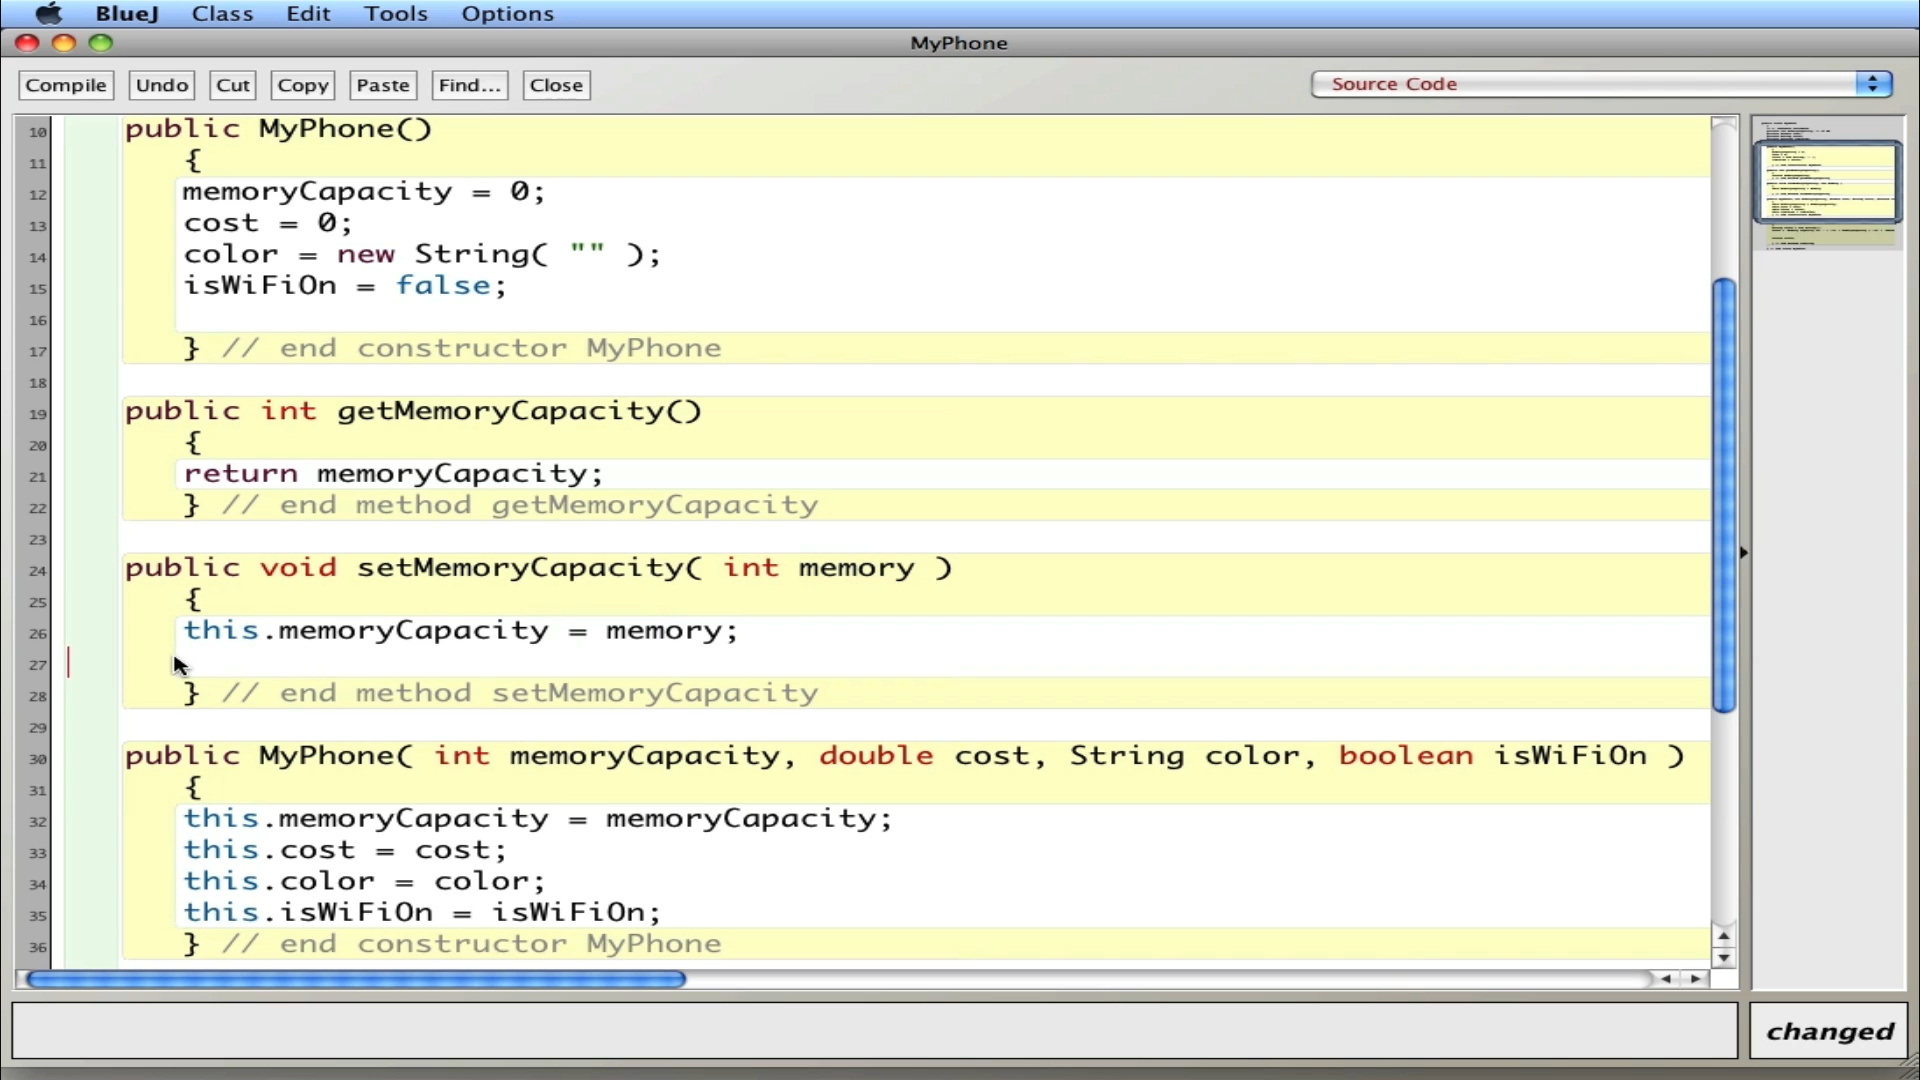 BlueJ Class Edit Tools Options
MyPhone
Compile Undo Cut Copy Paste Find... Close Source Code
10 public MyPhone()
11 {
12 memoryCapacity = 0;
13 cost = 0;
14 color = new String( "" );
15 isWiFiOn = false;
16
17 } // end constructor MyPhone
18
19 public int getMemoryCapacity()
20 {
21 return memoryCapacity;
22 } // end method getMemoryCapacity
23
24 public void setMemoryCapacity( int memory )
25 {
26 this.memoryCapacity = memory;
27
28 } // end method setMemoryCapacity
29
30 public MyPhone( int memoryCapacity, double cost, String color, boolean isWiFiOn )
31 {
32 this.memoryCapacity = memoryCapacity;
33 this.cost = cost;
34 this.color = color;
35 this.isWiFiOn = isWiFiOn;
36 } // end constructor MyPhone
changed